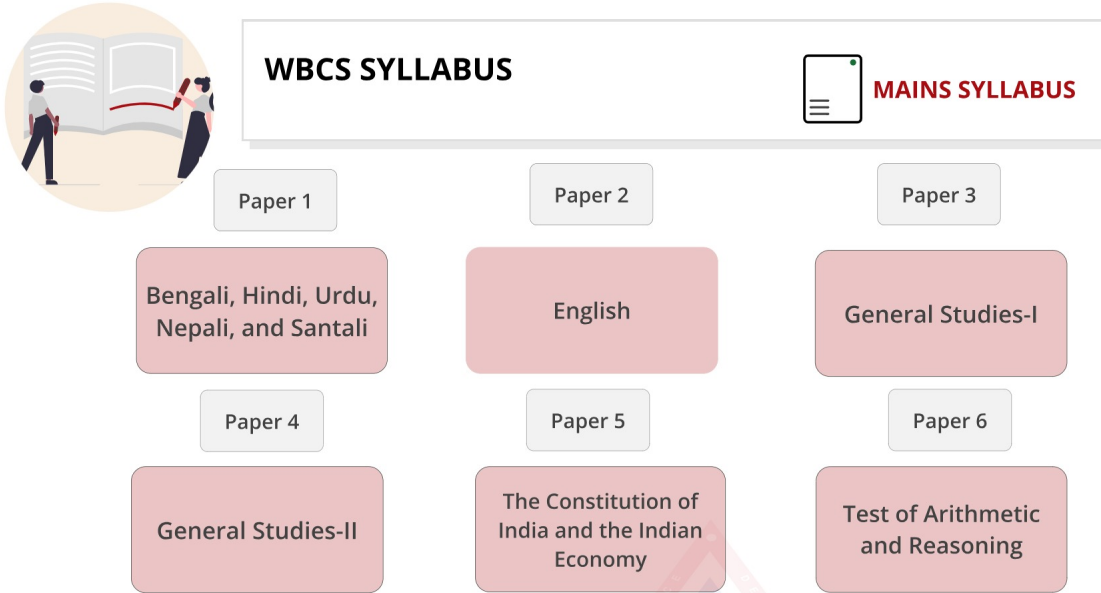 WBCS SYLLABUS
MAINS SYLLABUS
Paper 1
Paper 2
Paper 3
Bengali, Hindi, Urdu,
Nepali, and Santali
English
General Studies-I
Paper 4
Paper 5
Paper 6
General Studies-II
The Constitution of
India and the Indian
Economy
Test of Arithmetic
and Reasoning